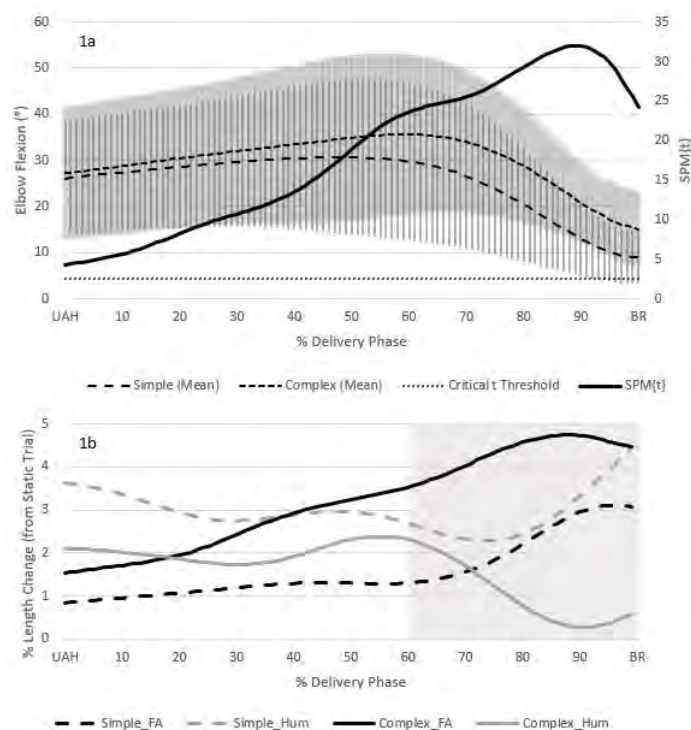 1a
60
50
40
30
20
10
0
Elbow Flexion (°)
35
30
25
20
15
10
5
0
SPM{t}
UAH 10 20 30 40 50 60 70 80 90 BR
% Delivery Phase
Simple (Mean) Complex (Mean) Critical t Threshold SPM{t}
1b
5
4
3
2
1
0
% Length Change (from Static Trial)
UAH 10 20 30 40 50 60 70 80 90 BR
% Delivery Phase
Simple_FA Simple_Hum Complex_FA Complex_Hum